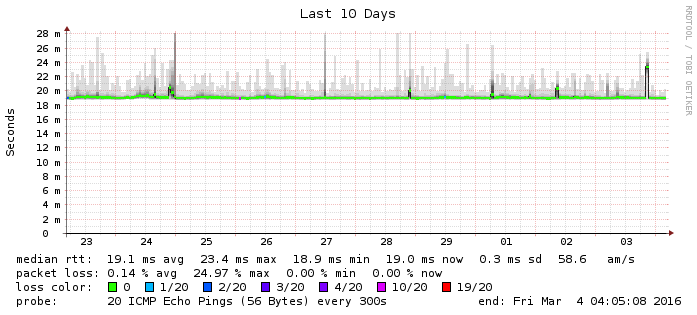 Last 10 Days
RRDTOOL / TOBI OETIKER
Seconds
28 m
26 m
24 m
22 m
20 m
18 m
16 m
14 m
12 m
10 m
8 m
6 m
4 m
2 m
0
23 24 25 26 27 28 29 01 02 03
median rtt: 19.1 ms avg 23.4 ms max 18.9 ms min 19.0 ms now 0.3 ms sd 58.6 am/s
packet loss: 0.14 % avg 24.97 % max 0.00 % min 0.00 % now
loss color: 0 1/20 2/20 3/20 4/20 10/20 19/20
probe: 20 ICMP Echo Pings (56 Bytes) every 300s end: Fri Mar 4 04:05:08 2016